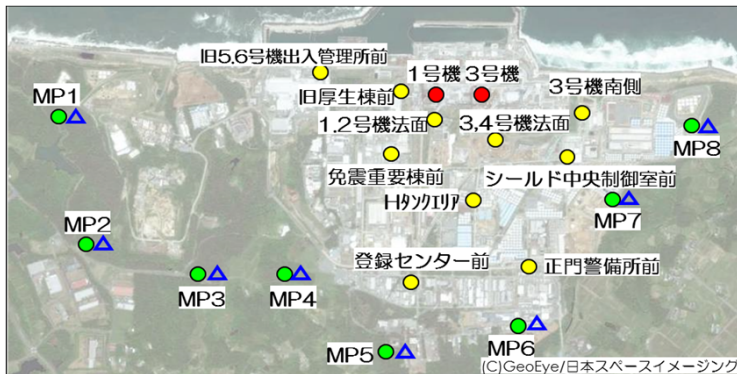 旧5,6号機出入管理所前
1号機
3号機
MP1
旧厚生棟前
3号機南側
1,2号機法面
3,4号機法面
MP8
免震重要棟前
シールド中央制御室前
Hﾀﾝｸｴﾘｱ
MP7
MP2
登録センター前
正門警備所前
MP3
MP4
MP6
MP5
(C)GeoEye/日本スペースイメージング